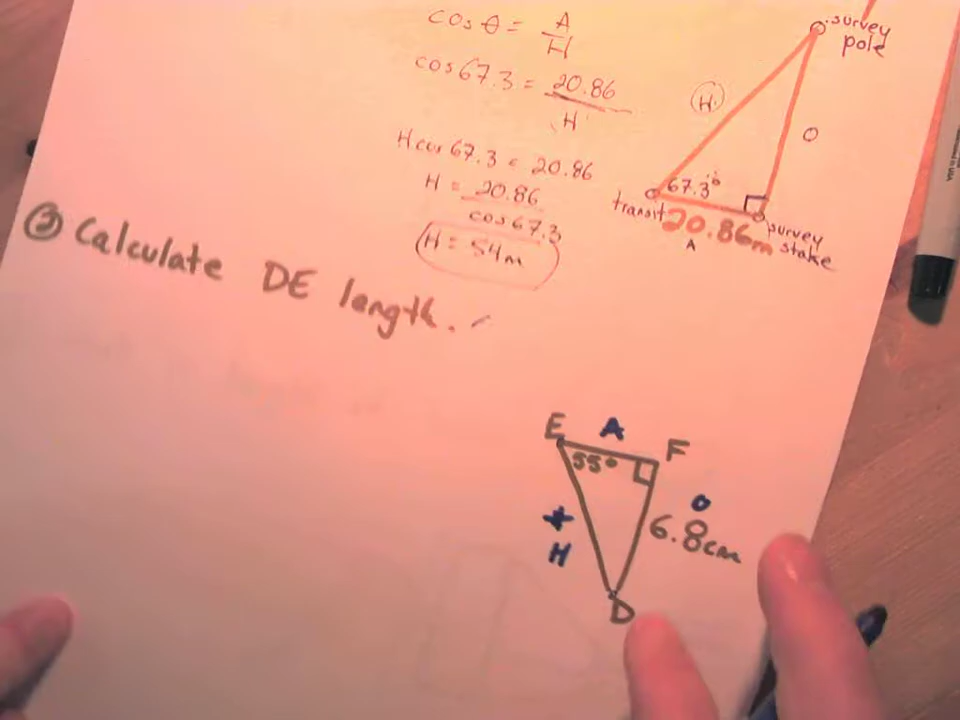 cos θ = A
H
cos 67.3 = 20.86
H
H cos 67.3 = 20.86
H = 20.86
cos 67.3
H = 54m
survey
pole
H
O
67.3°
transit
20.86m
A
survey
stake
② Calculate DE length.
E A F
55°
O
6.8cm
*
H
D